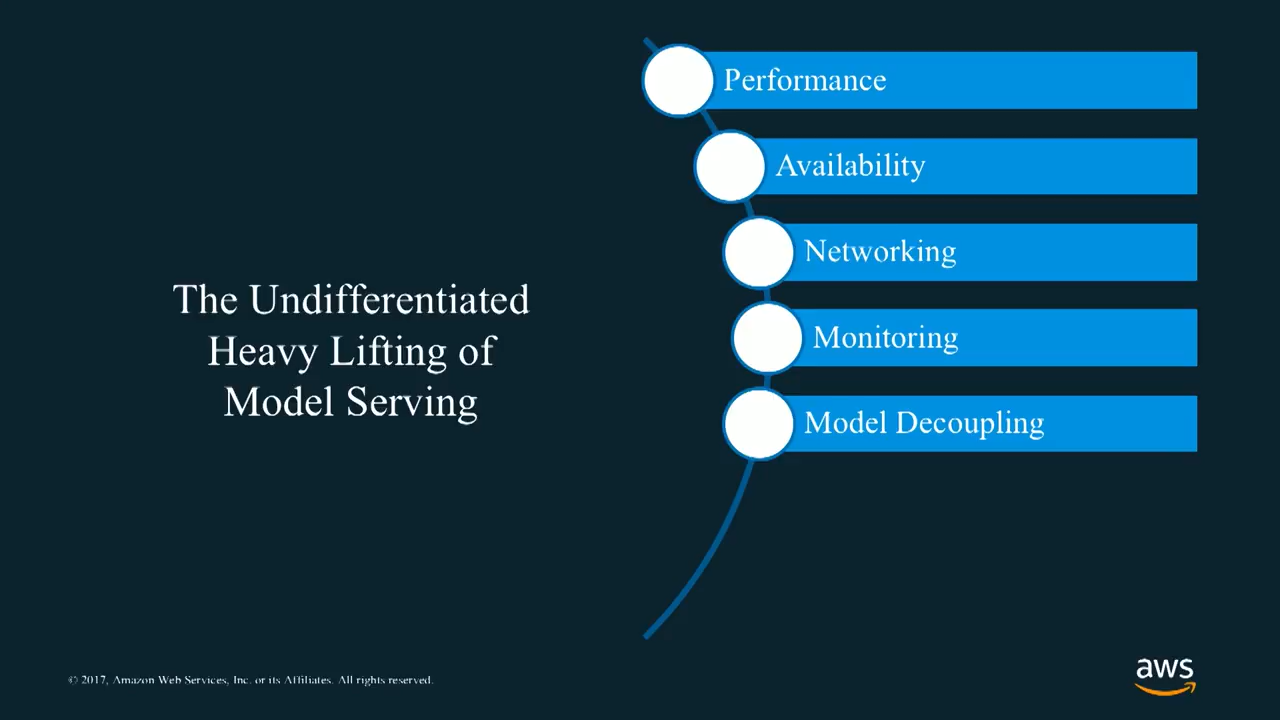 The Undifferentiated
Heavy Lifting of
Model Serving
Performance
Availability
Networking
Monitoring
Model Decoupling
© 2017, Amazon Web Services, Inc. or its Affiliates. All rights reserved.
aws